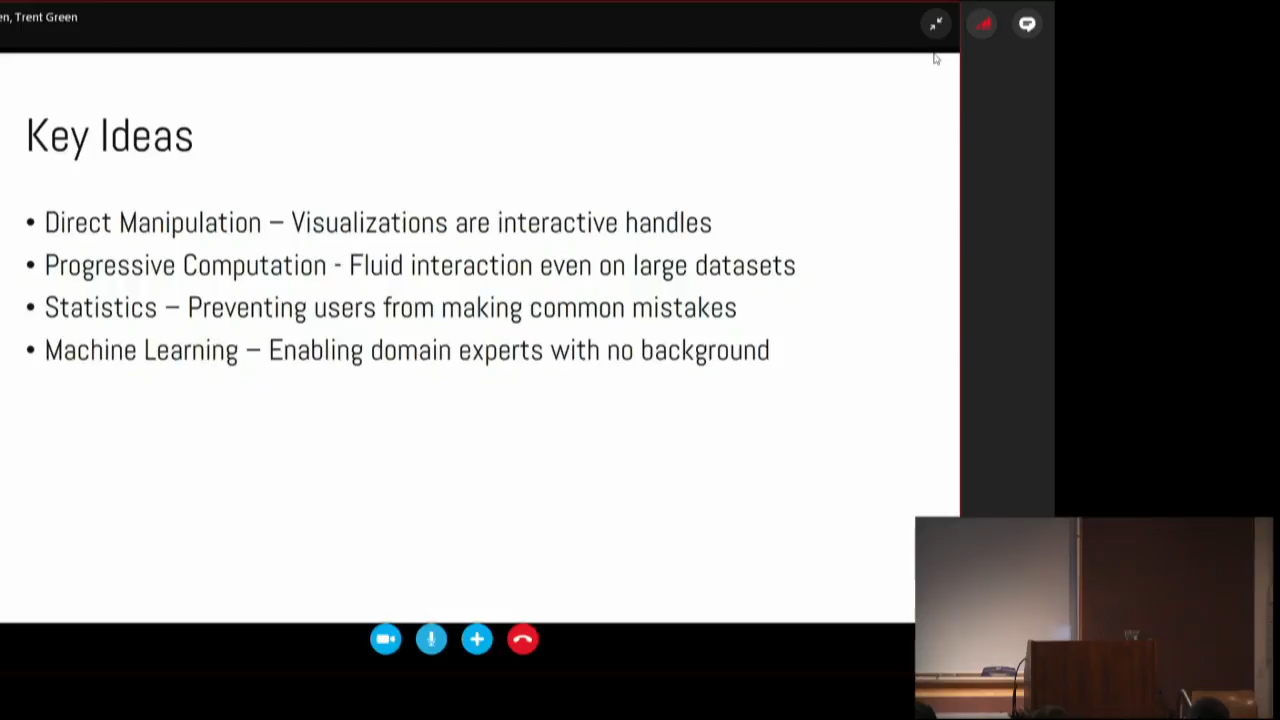 Trent Green
Key Ideas
• Direct Manipulation – Visualizations are interactive handles
• Progressive Computation - Fluid interaction even on large datasets
• Statistics – Preventing users from making common mistakes
• Machine Learning – Enabling domain experts with no background